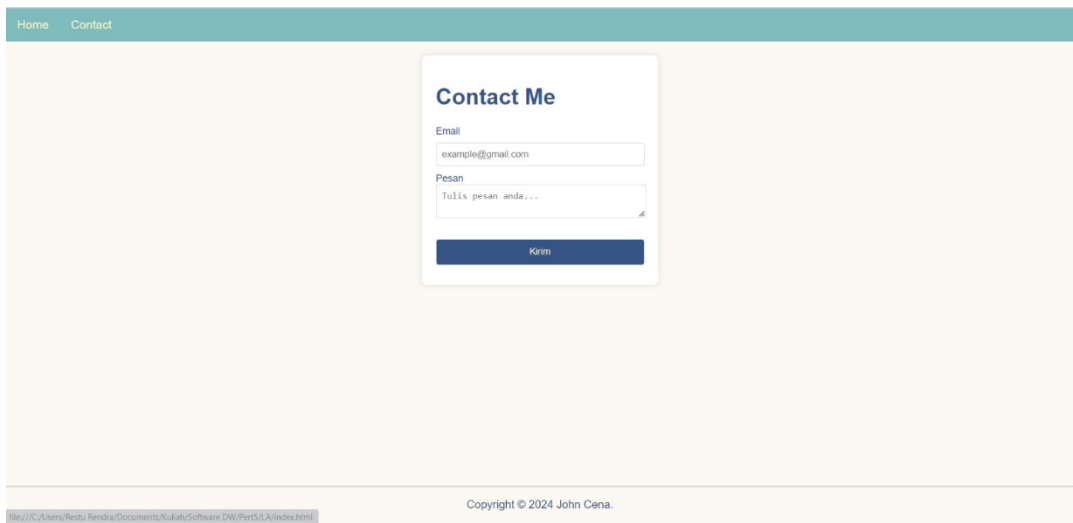 Home Contact
Contact Me
Email
example@gmail.com
Pesan
Tulis pesan anda...
Kirim
Copyright © 2024 John Cena.
file:///C:/Users/Restu Rendra/Documents/Kuliah/Software DW/Pert5/LA/index.html